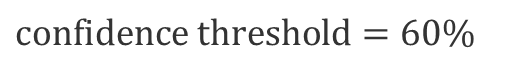 confidence threshold = 60%